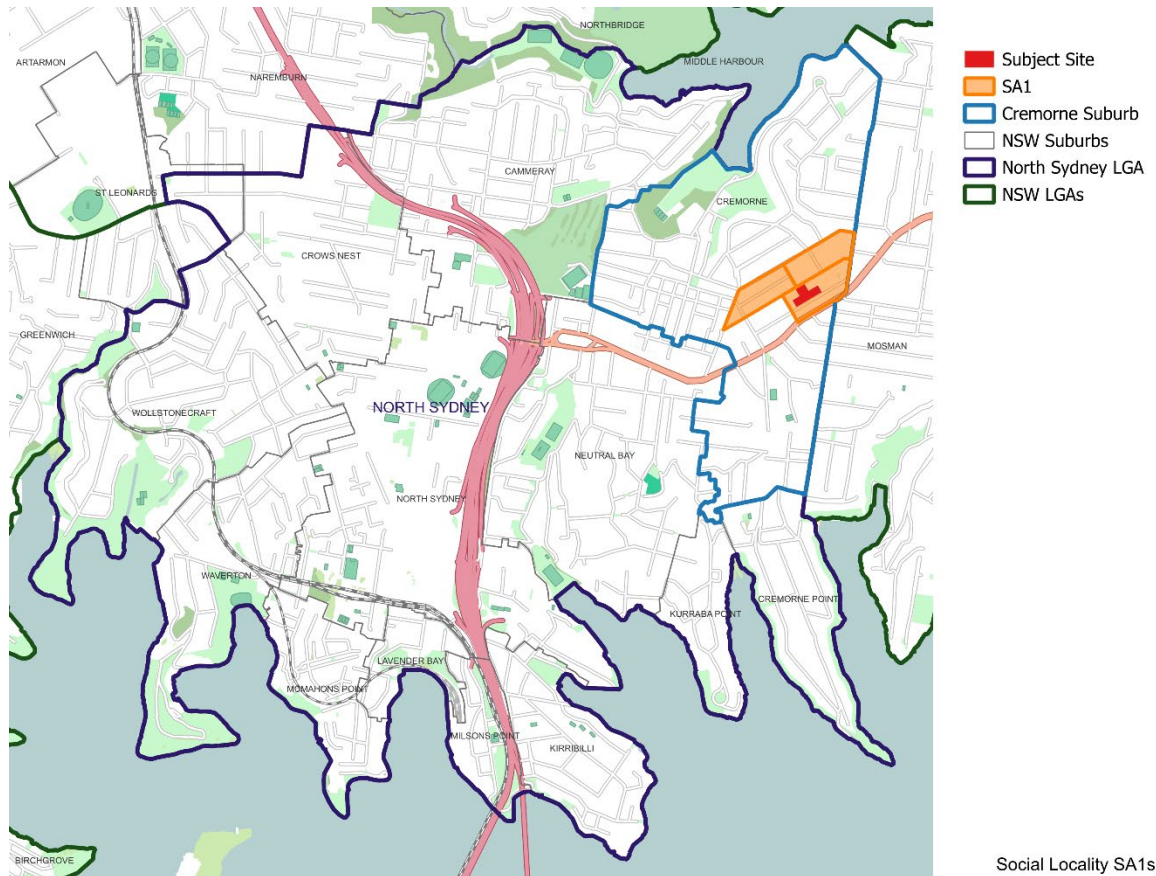 NORTHBRIDGE
ARTARMON
MIDDLE HARBOUR
NAREMBURN
CAMMERAY
ST LEONARDS
CREMORNE
CROWS NEST
GREENWICH
MOSMAN
WOLLSTONECRAFT
NORTH SYDNEY
NEUTRAL BAY
NORTH SYDNEY
WAVERTON
KURRABA POINT
CREMORNE POINT
LAVENDER BAY
MCMAHONS POINT
MILSONS POINT
KIRRIBILLI
BIRCHGROVE
Subject Site
SA1
Cremorne Suburb
NSW Suburbs
North Sydney LGA
NSW LGAs
Social Locality SA1s